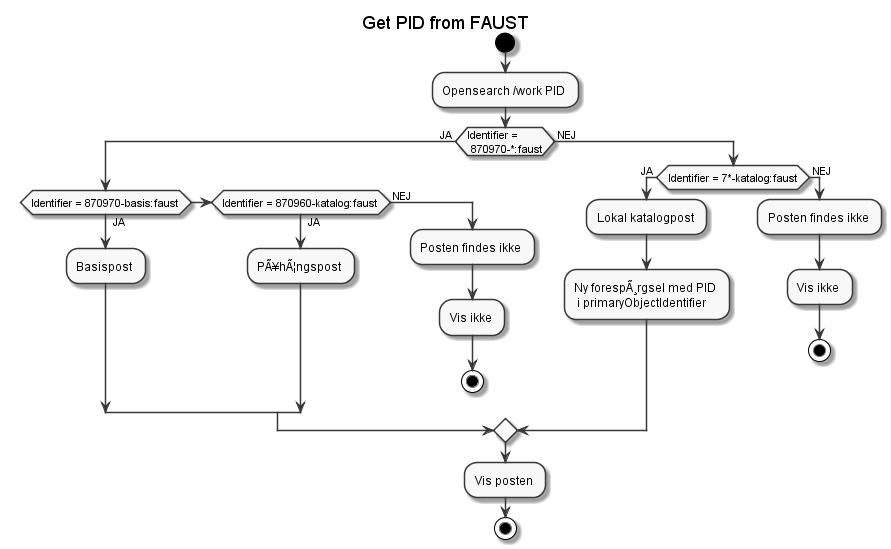 Get PID from FAUST
Opensearch /work PID
JA
Identifier =
870970-*:faust
NEJ
Identifier = 870970-basis:faust
JA
Basispost
Identifier = 870960-katalog:faust
JA
PÃ¥hÃ¦ngspost
NEJ
Posten findes ikke
Vis ikke
Identifier = 7*-katalog:faust
JA
Lokal katalogpost
Ny forespÃ¸rgsel med PID
i primaryObjectIdentifier
NEJ
Posten findes ikke
Vis ikke
Vis posten